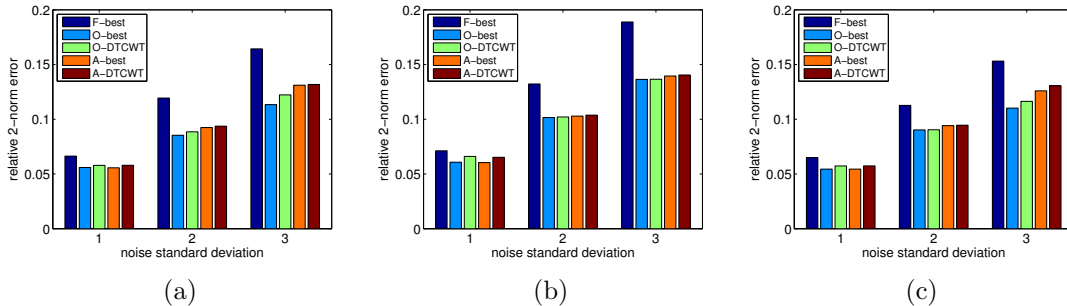 0.2
0.15
0.1
0.05
0
relative 2−norm error
F−best
O−best
O−DTCWT
A−best
A−DTCWT
1 2 3
noise standard deviation
(a)
0.2
0.15
0.1
0.05
0
relative 2−norm error
F−best
O−best
O−DTCWT
A−best
A−DTCWT
1 2 3
noise standard deviation
(b)
0.2
0.15
0.1
0.05
0
relative 2−norm error
F−best
O−best
O−DTCWT
A−best
A−DTCWT
1 2 3
noise standard deviation
(c)